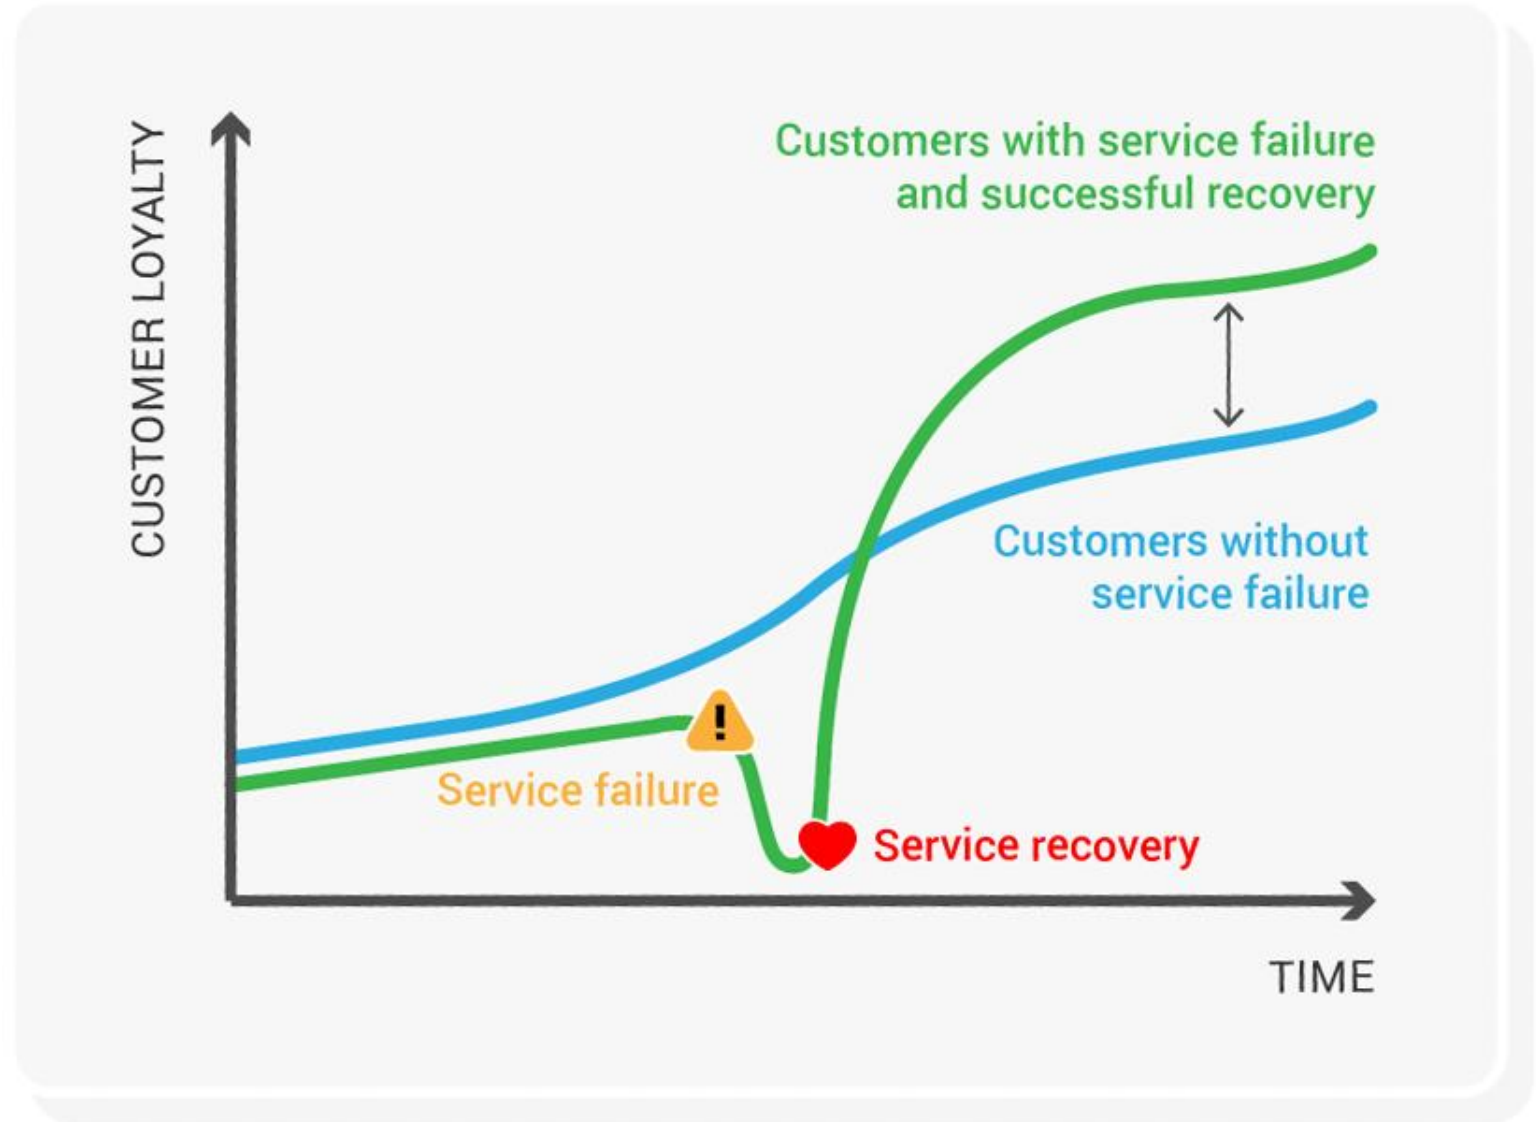 CUSTOMER LOYALTY
Customers with service failure
and successful recovery
Customers without
service failure
!
Service failure
Service recovery
TIME